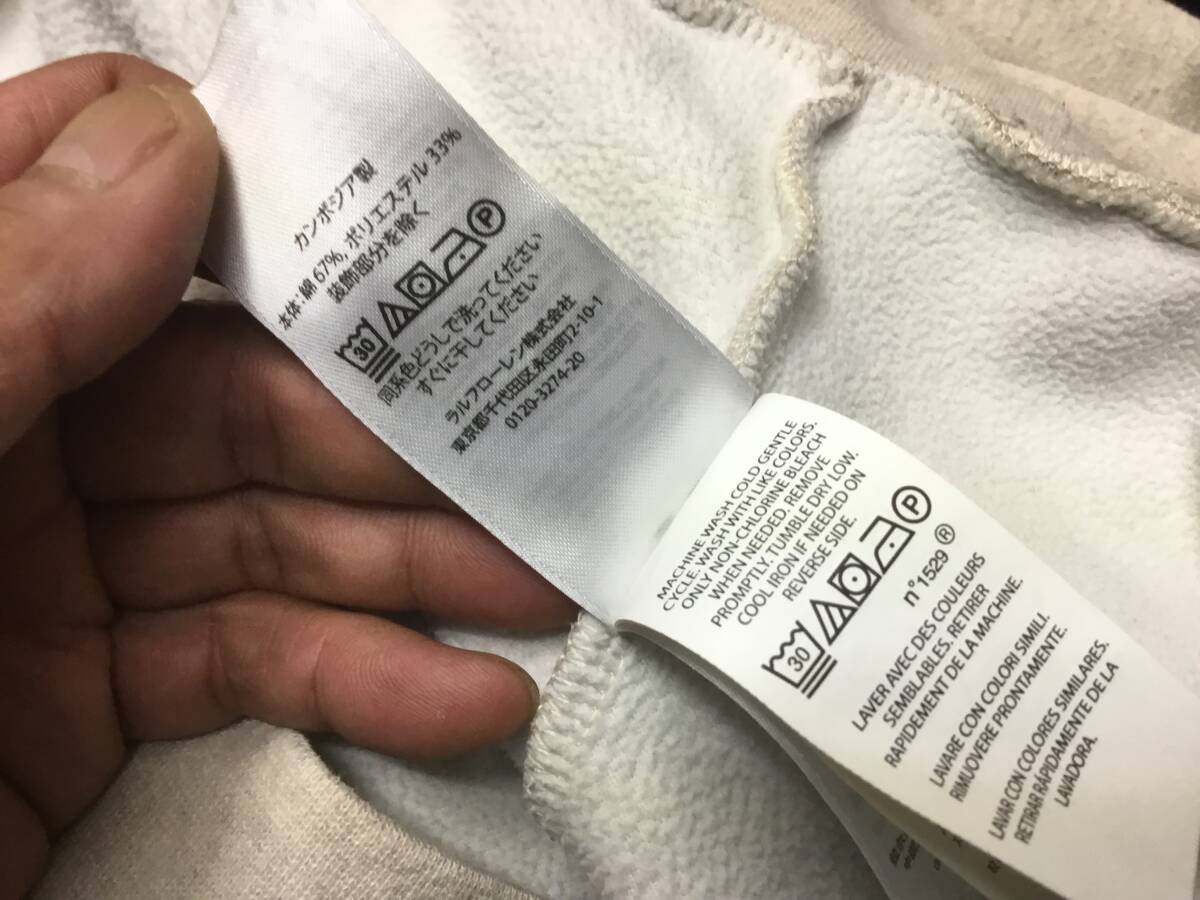 カンボジア製
本体：綿 67%, ポリエステル 33%
装飾部分を除く
30
P
同系色どうしで洗ってください
すぐに干してください
ラルフローレン株式会社
東京都千代田区永田町2-10-1
0120-3274-20
MACHINE WASH COLD GENTLE
CYCLE. WASH WITH LIKE COLORS.
ONLY NON-CHLORINE BLEACH
WHEN NEEDED. REMOVE
PROMPTLY. TUMBLE DRY LOW.
COOL IRON IF NEEDED ON
REVERSE SIDE.
30
P
n°1529 ®
LAVER AVEC DES COULEURS
SEMBLABLES. RETIRER
RAPIDEMENT DE LA MACHINE.
LAVARE CON COLORI SIMILI.
RIMUOVERE PRONTAMENTE.
LAVAR CON COLORES SIMILARES.
RETIRAR RÁPIDAMENTE DE LA
LAVADORA.